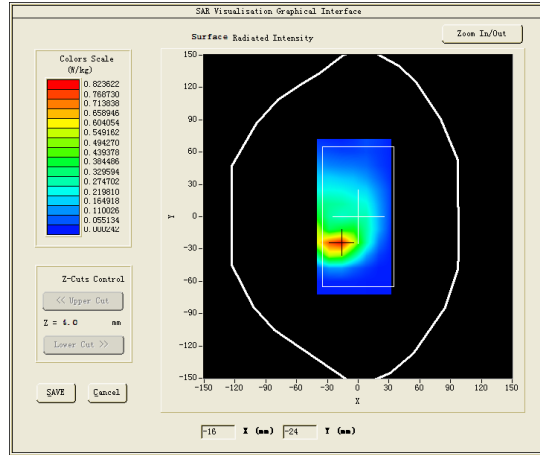 SAR Visualisation Graphical Interface
Surface Radiated Intensity
Zoom In/Out
Colors Scale
(W/kg)
0.823622
0.768730
0.713838
0.658946
0.604054
0.549162
0.494270
0.439378
0.384486
0.329594
0.274702
0.219810
0.164918
0.110026
0.055134
0.000242
Z-Cuts Control
<< Upper Cut
Z = 4.0 mm
Lower Cut >>
SAVE
Cancel
150
120
90
60
30
0
-30
-60
-90
-120
-150
Y
-150 -120 -90 -60 -30 0 30 60 90 120 150
X
-16 X (mm) -24 Y (mm)